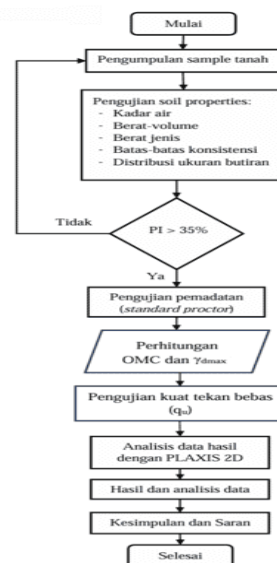 Mulai
Pengumpulan sample tanah
Pengujian soil properties:
- Kadar air
- Berat-volume
- Berat jenis
- Batas-batas konsistensi
- Distribusi ukuran butiran
Tidak
PI > 35%
Ya
Pengujian pemadatan
(standard proctor)
Perhitungan
OMC dan γdmax
Pengujian kuat tekan bebas
(qu)
Analisis data hasil
dengan PLAXIS 2D
Hasil dan analisis data
Kesimpulan dan Saran
Selesai